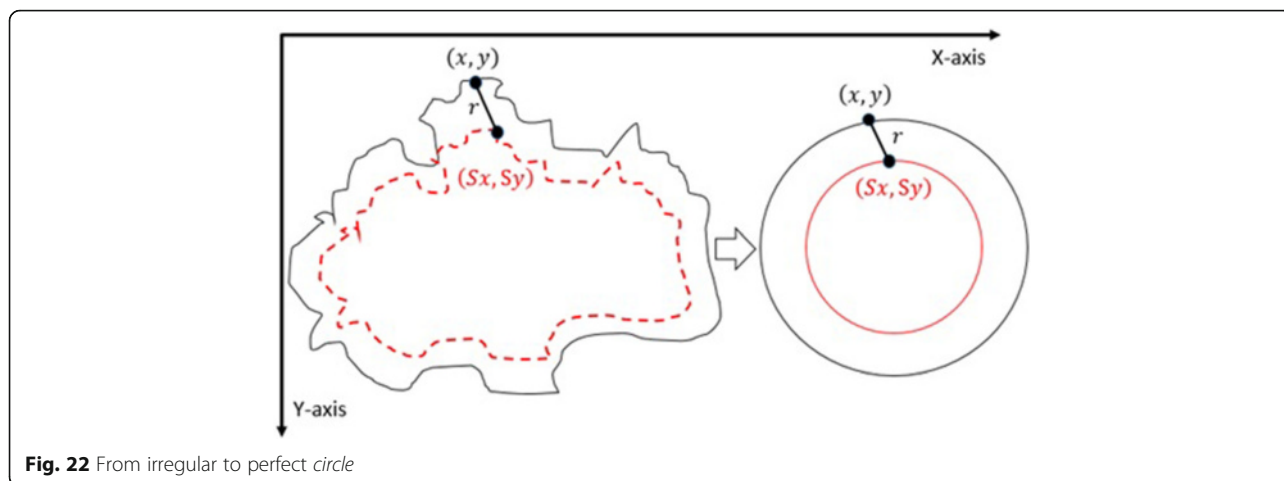 X-axis
(x, y)
r
(Sx, Sy)
(x, y)
r
(Sx, Sy)
Y-axis
Fig. 22 From irregular to perfect circle